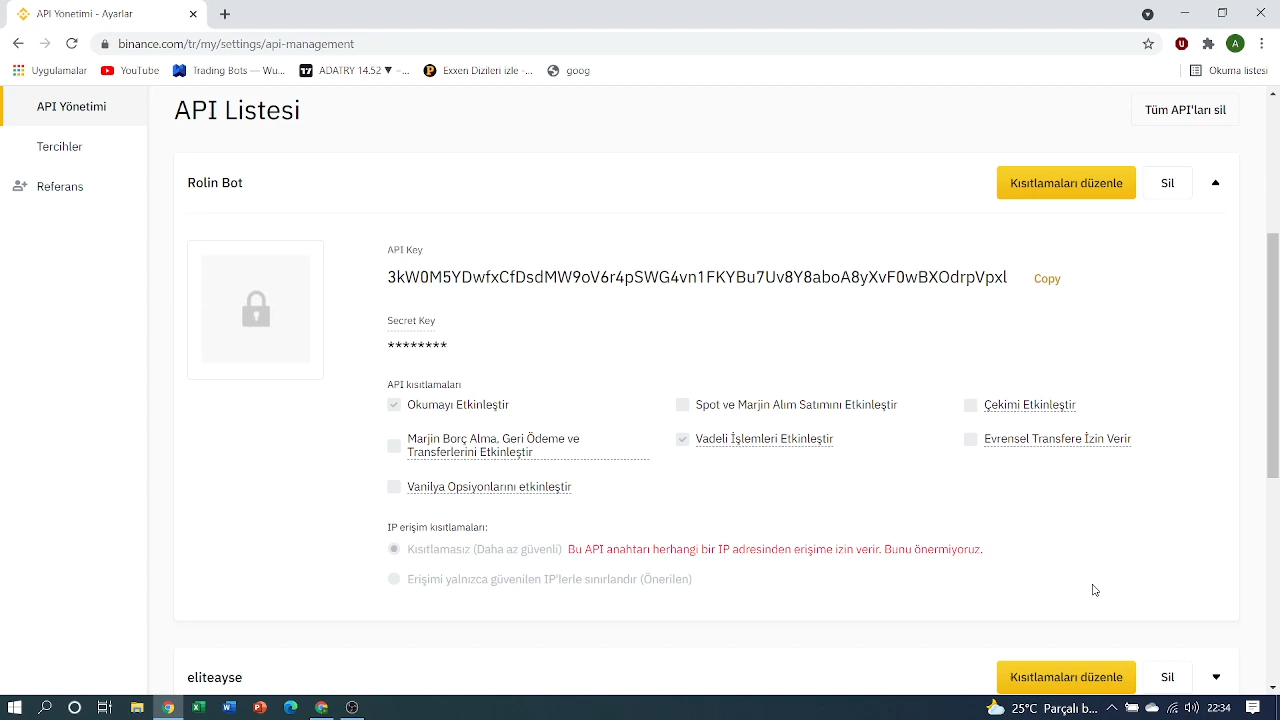 API Yönetimi - Ayarlar
binance.com/tr/my/settings/api-management
Uygulamalar YouTube Trading Bots — Wu... ADATRY 14.52 ▼ –... Exxen Dizileri izle -... goog Okuma listesi
API Yönetimi
Tercihler
Referans
API Listesi
Tüm API'ları sil
Rolin Bot
Kısıtlamaları düzenle Sil
API Key
3kW0M5YDwfxCfDsdMW9oV6r4pSWG4vn1FKYBu7Uv8Y8aboA8yXvF0wBXOdrpVpxl Copy
Secret Key
********
API kısıtlamaları
Okumayı Etkinleştir Spot ve Marjin Alım Satımını Etkinleştir Çekimi Etkinleştir
Marjin Borç Alma, Geri Ödeme ve
Transferlerini Etkinleştir
Vadeli İşlemleri Etkinleştir Evrensel Transfere İzin Verir
Vanilya Opsiyonlarını etkinleştir
IP erişim kısıtlamaları:
Kısıtlamasız (Daha az güvenli) Bu API anahtarı herhangi bir IP adresinden erişime izin verir. Bunu önermiyoruz.
Erişimi yalnızca güvenilen IP'lerle sınırlandır (Önerilen)
eliteayse
Kısıtlamaları düzenle Sil
25°C Parçalı b... 22:34